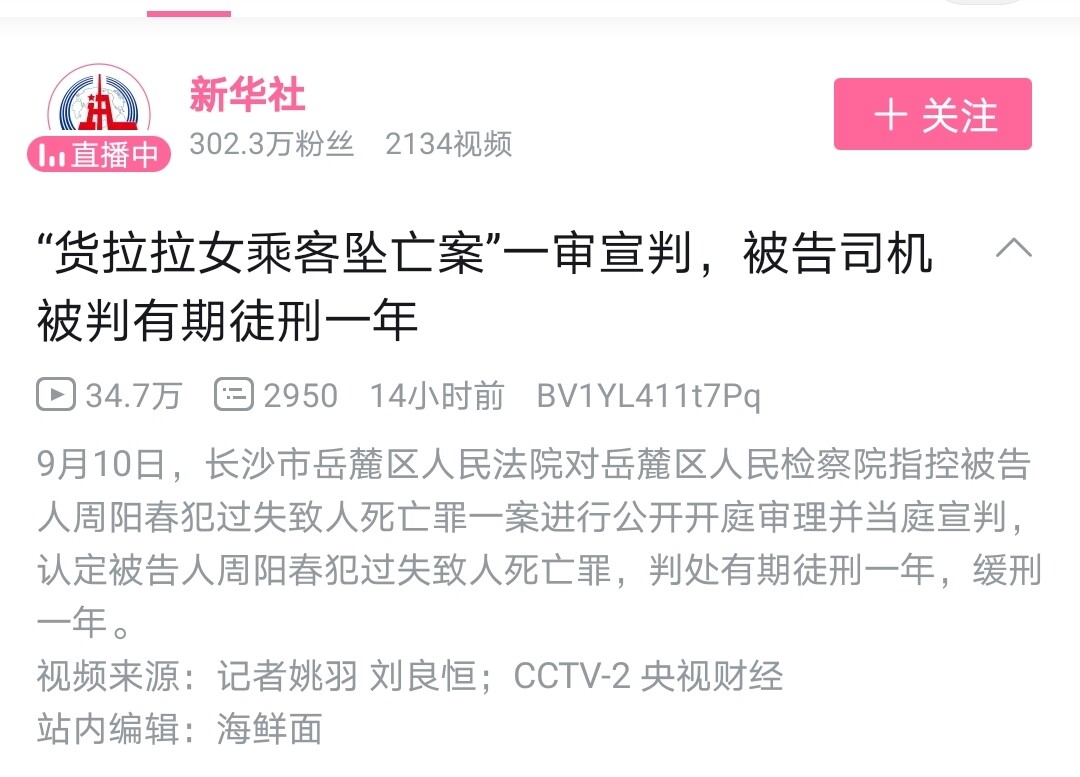 新华社
302.3万粉丝 2134视频
直播中
+ 关注
“货拉拉女乘客坠亡案”一审宣判，被告司机
被判有期徒刑一年
34.7万 2950 14小时前 BV1YL411t7Pq
9月10日，长沙市岳麓区人民法院对岳麓区人民检察院指控被告
人周阳春犯过失致人死亡罪一案进行公开开庭审理并当庭宣判，
认定被告人周阳春犯过失致人死亡罪，判处有期徒刑一年，缓刑
一年。
视频来源：记者姚羽 刘良恒；CCTV-2 央视财经
站内编辑：海鲜面